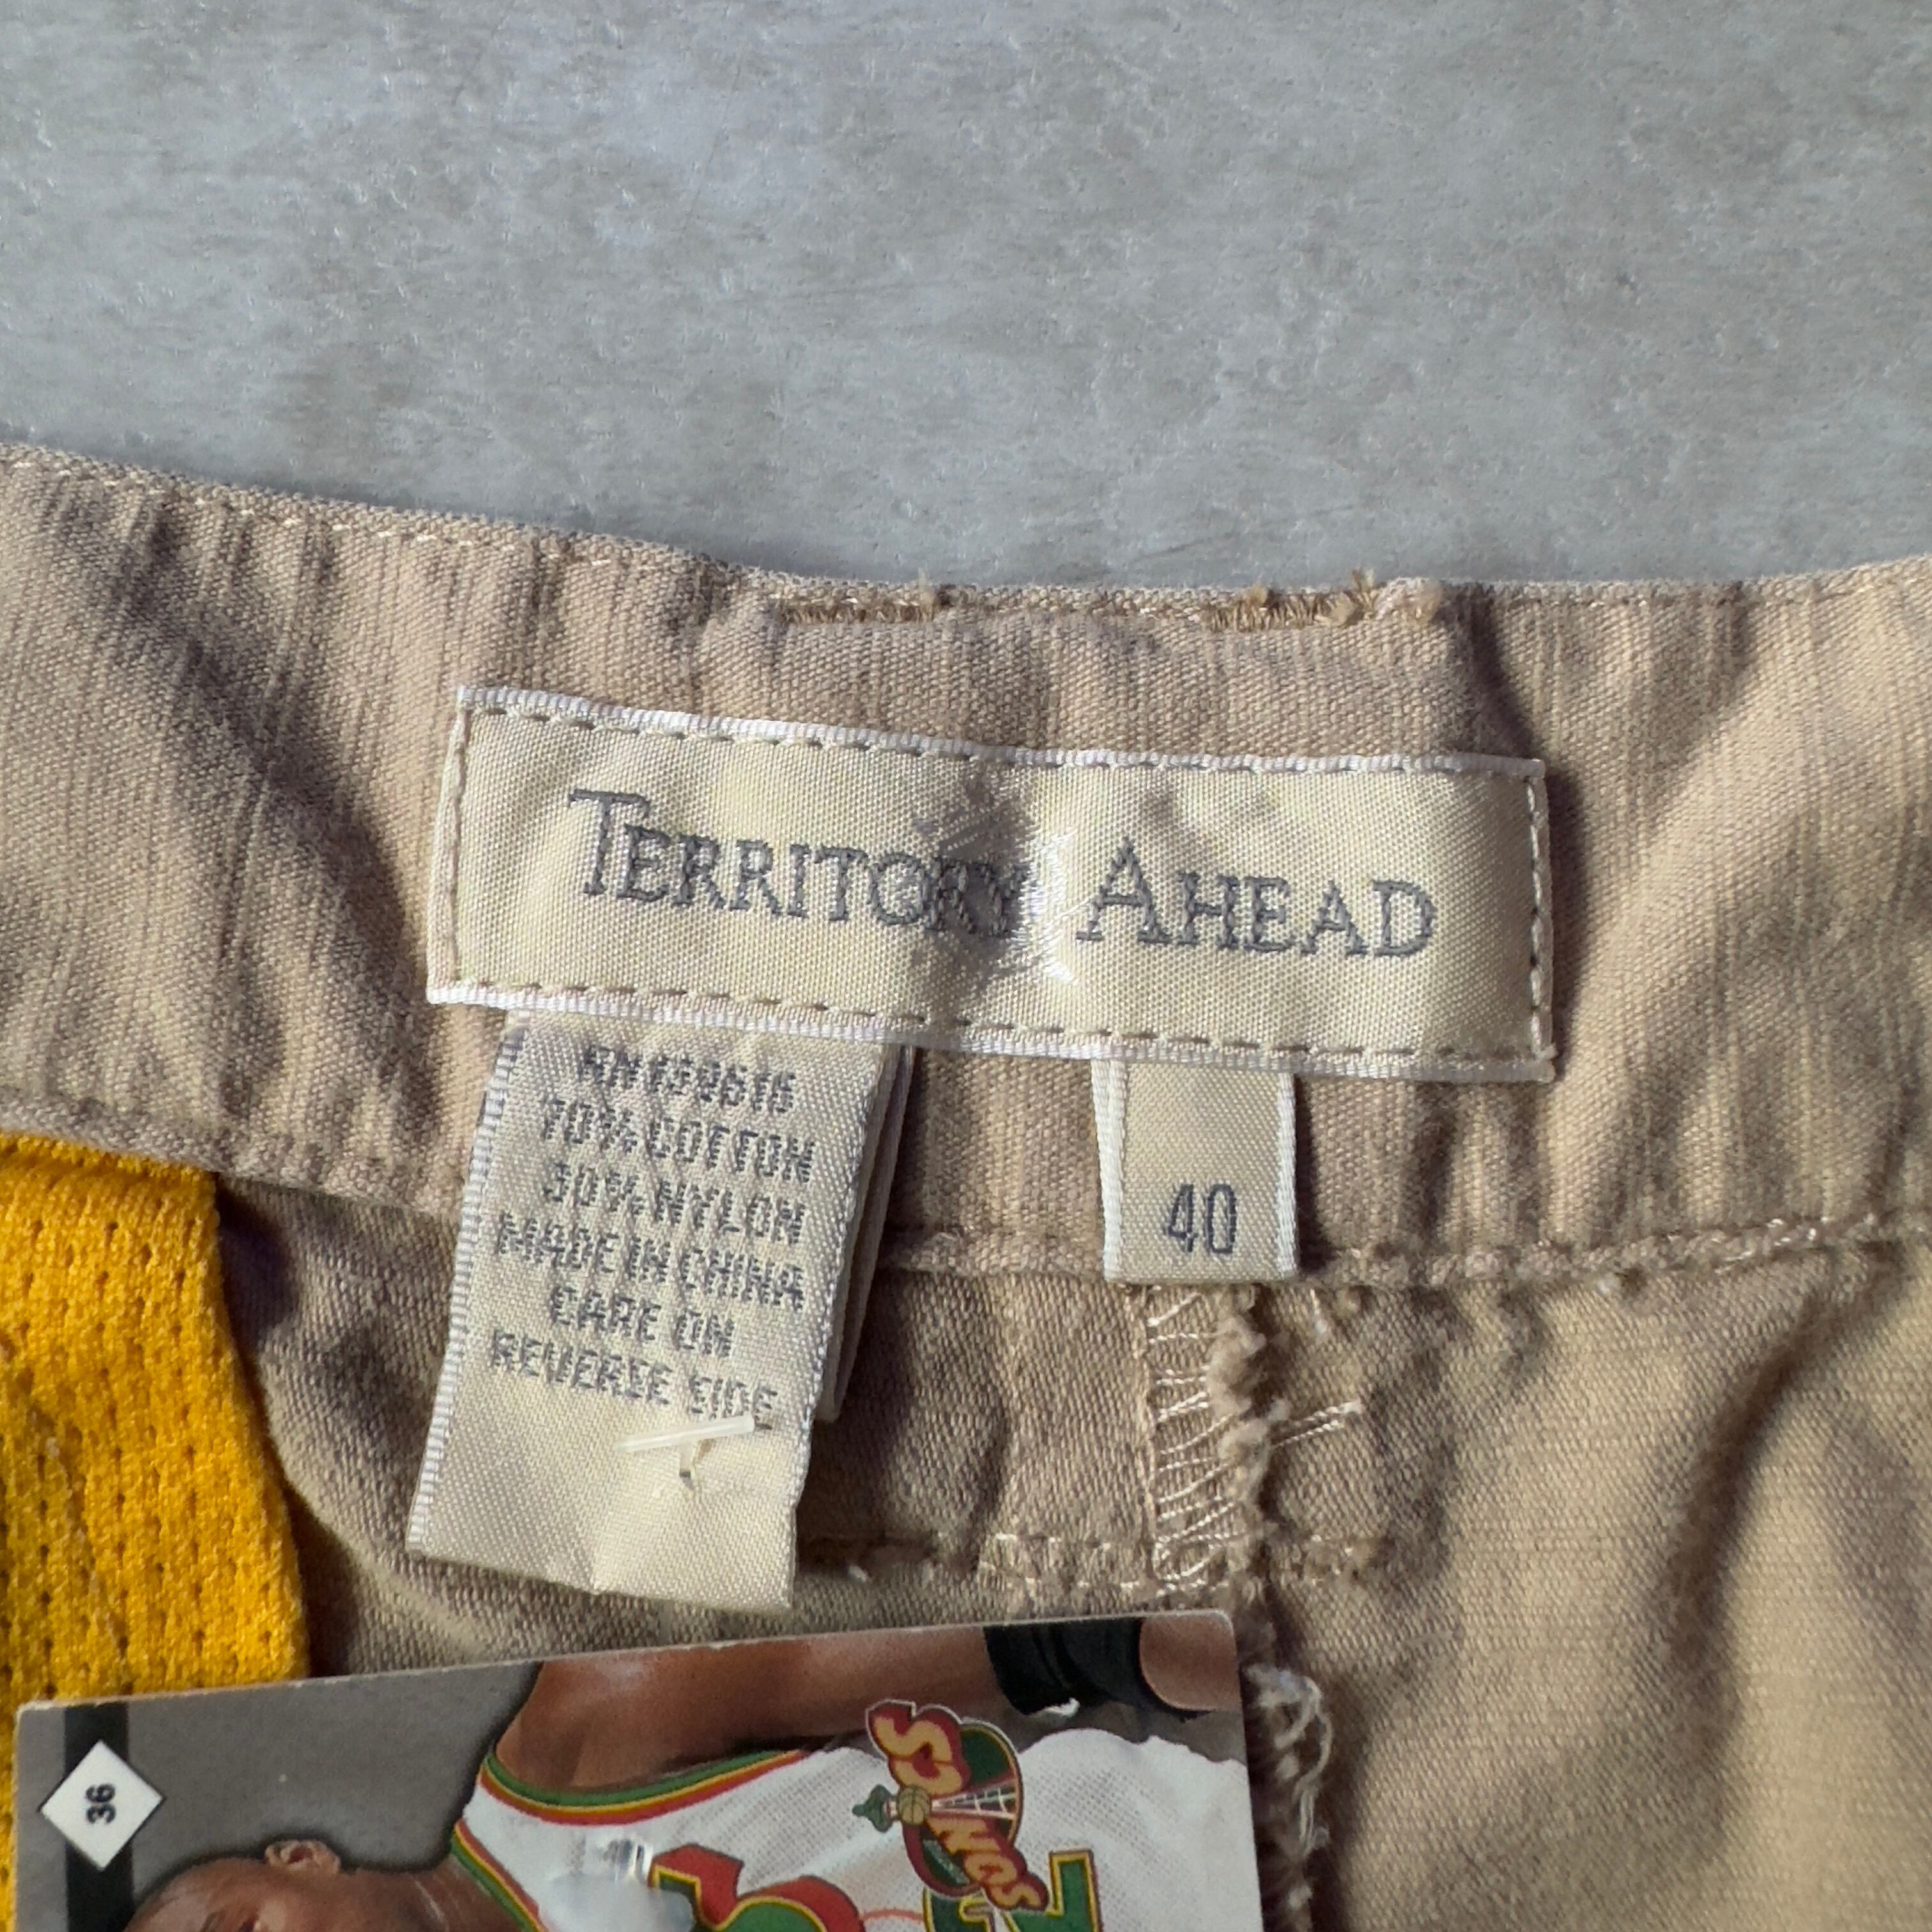 TERRITORY AHEAD
70% COTTON
30% NYLON
MADE IN CHINA
CARE ON
REVERSE SIDE
40
36
SONICS